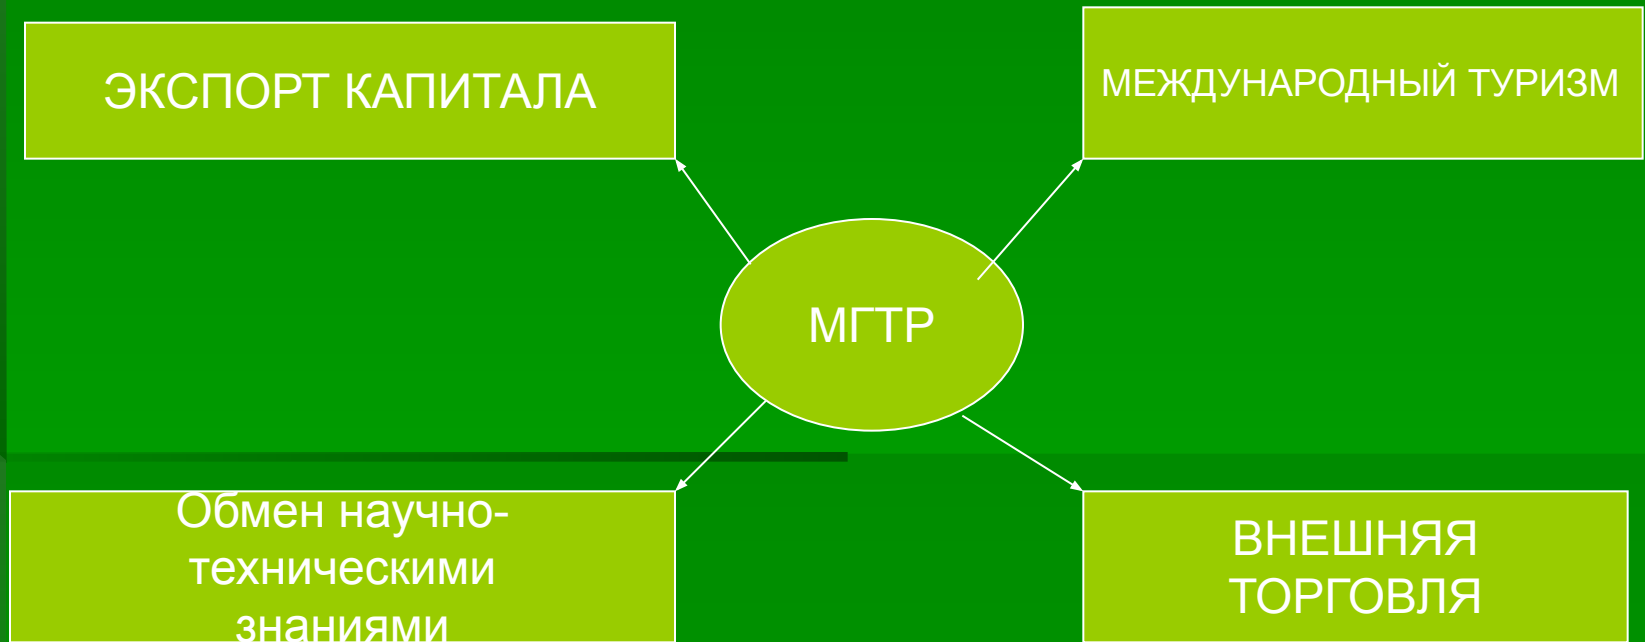 ЭКСПОРТ КАПИТАЛА
МЕЖДУНАРОДНЫЙ ТУРИЗМ
МГТР
Обмен научно-
техническими
знаниями
ВНЕШНЯЯ
ТОРГОВЛЯ